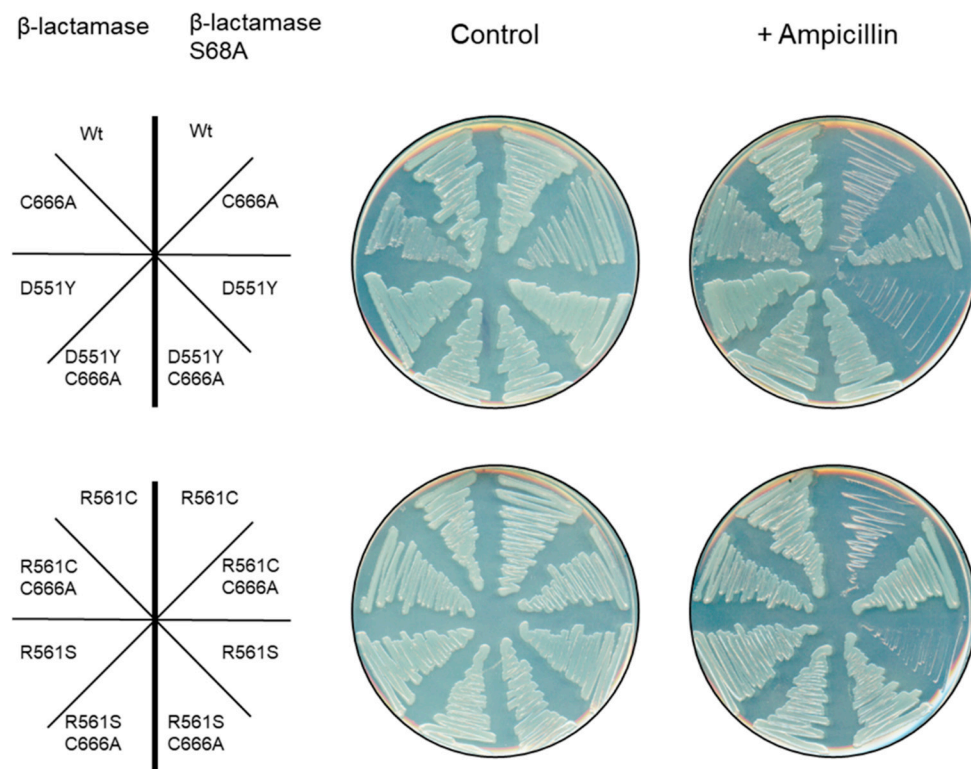 β-lactamase
β-lactamase
S68A
Control
+ Ampicillin
Wt
Wt
C666A
C666A
D551Y
D551Y
D551Y
C666A
D551Y
C666A
R561C
R561C
R561C
C666A
R561C
C666A
R561S
R561S
R561S
C666A
R561S
C666A